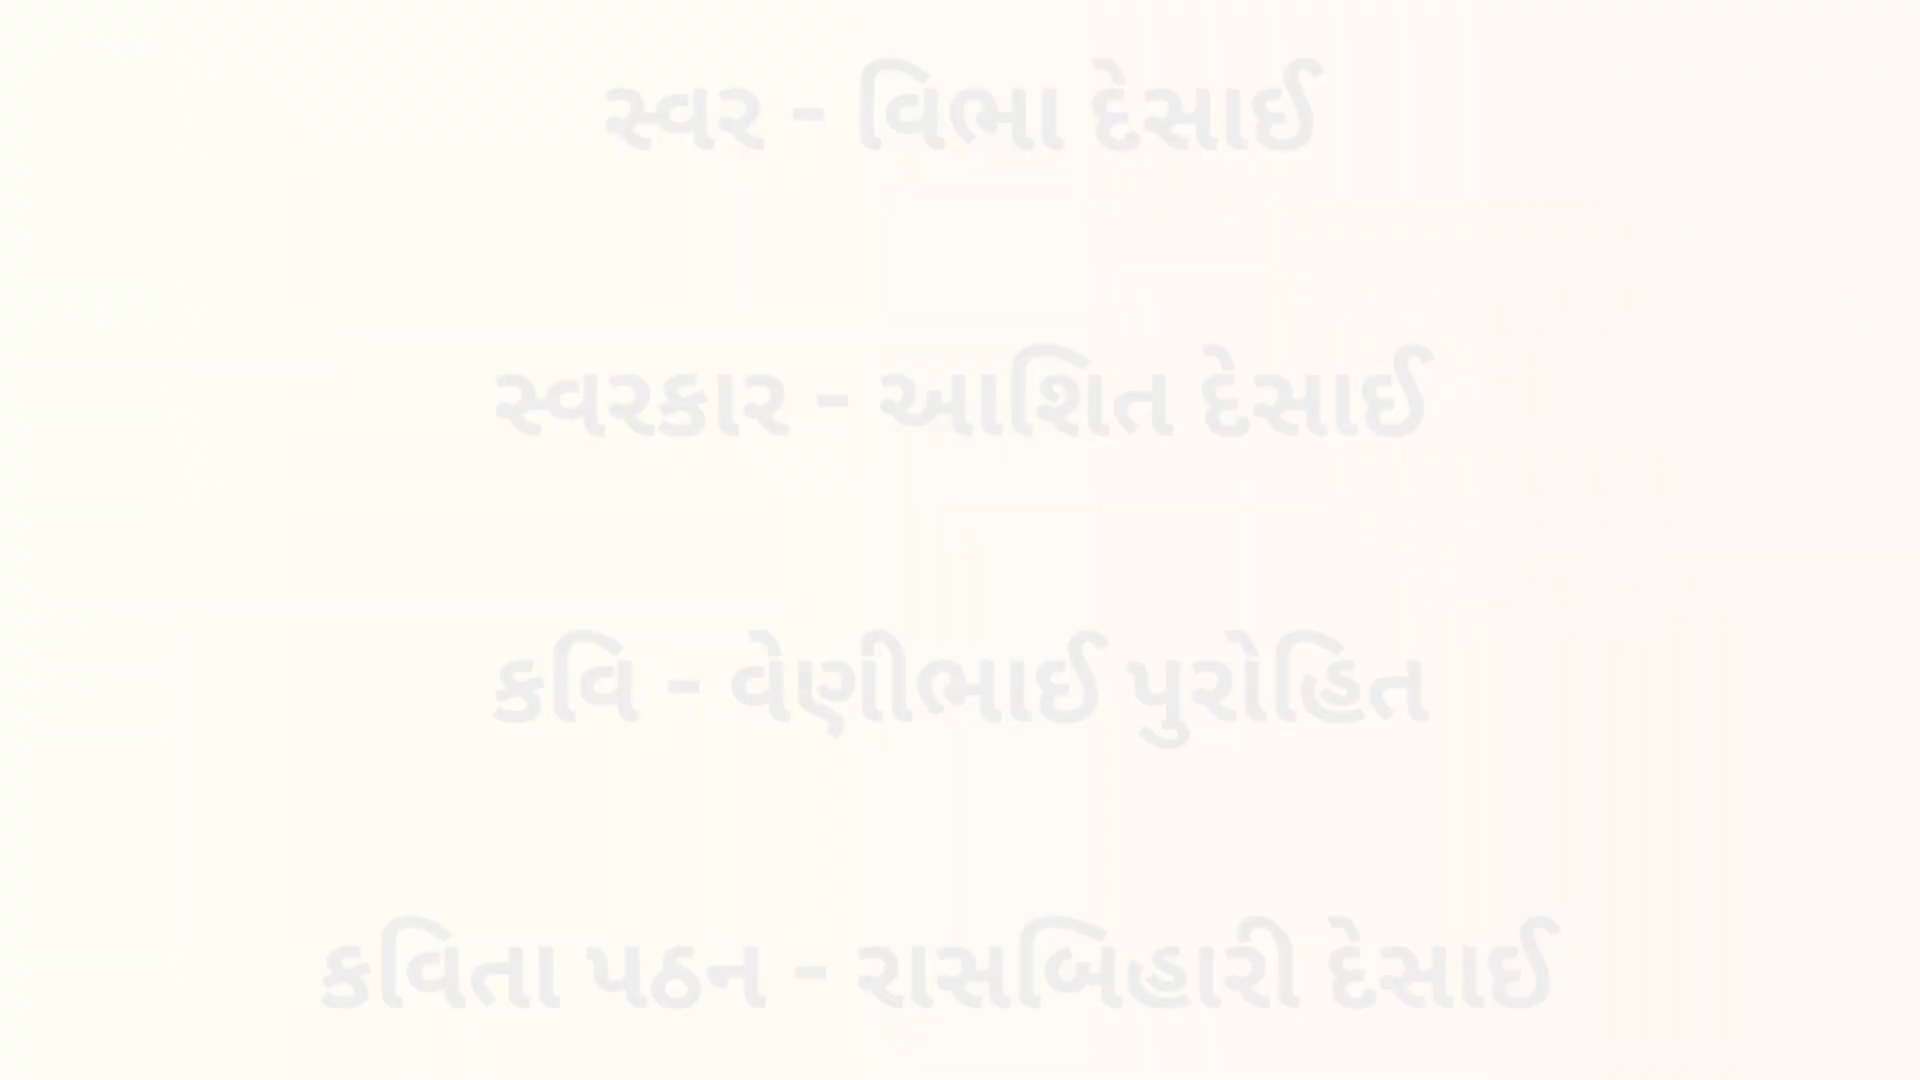 સ્વર - વિભા દેસાઈ
સ્વરકાર - આશિત દેસાઈ
કવિ - વેણીભાઈ પુરોહિત
કવિતા પઠન - રાસબિહારી દેસાઈ